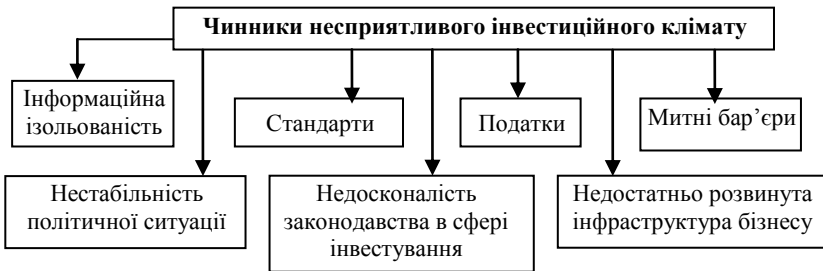 Чинники несприятливого інвестиційного клімату
Інформаційна
ізольованість
Стандарти
Податки
Митні бар’єри
Нестабільність
політичної ситуації
Недосконалість
законодавства в сфері
інвестування
Недостатньо розвинута
інфраструктура бізнесу